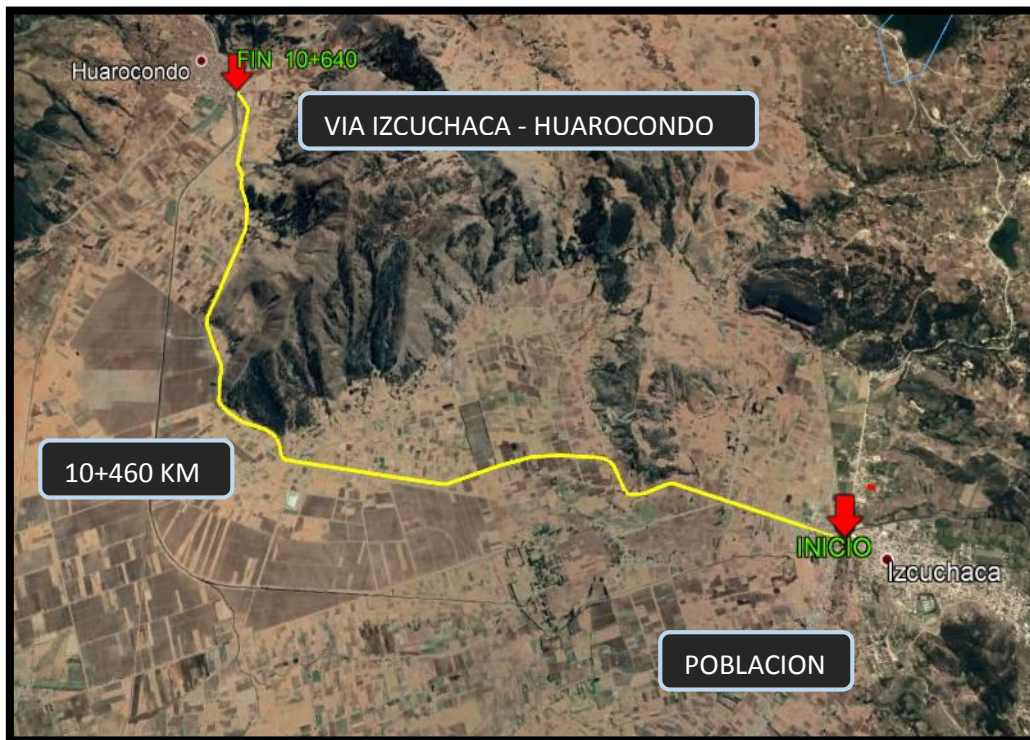 FIN 10+640
Huarocondo
VIA IZCUCHACA - HUAROCONDO
10+460 KM
INICIO
Izcuchaca
POBLACION